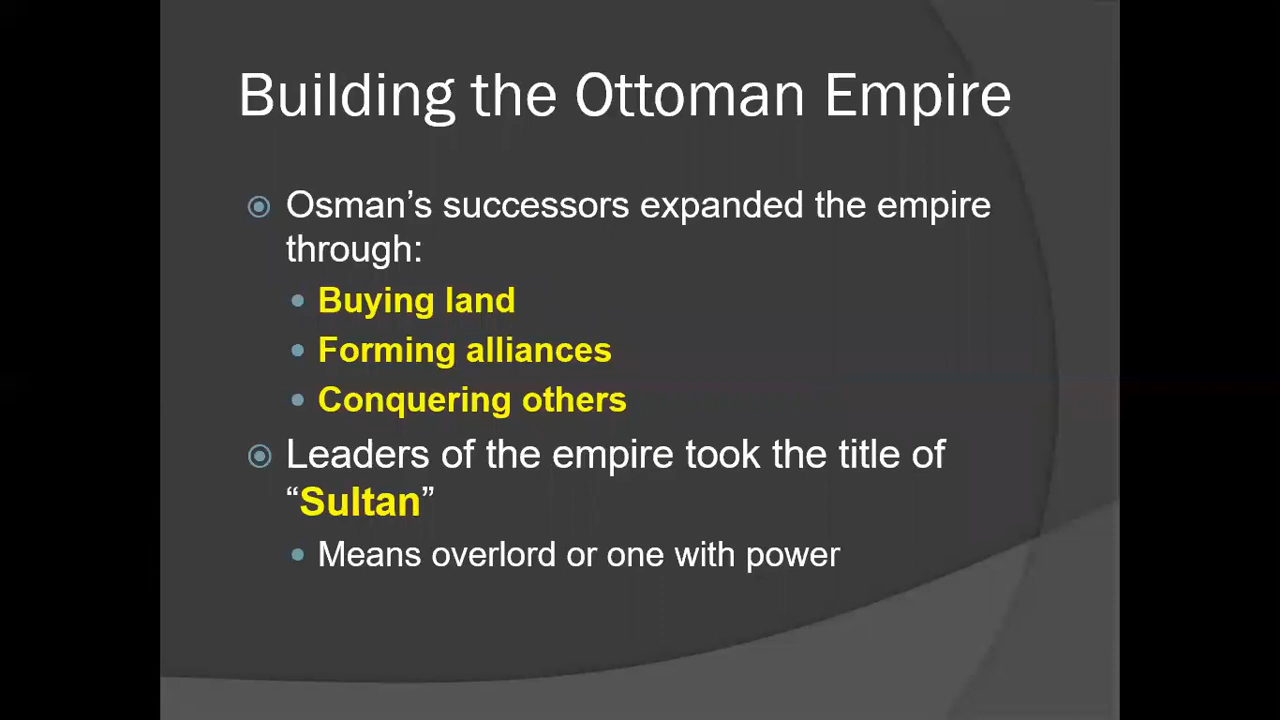 Building the Ottoman Empire
Osman’s successors expanded the empire
through:
Buying land
Forming alliances
Conquering others
Leaders of the empire took the title of
“Sultan”
Means overlord or one with power